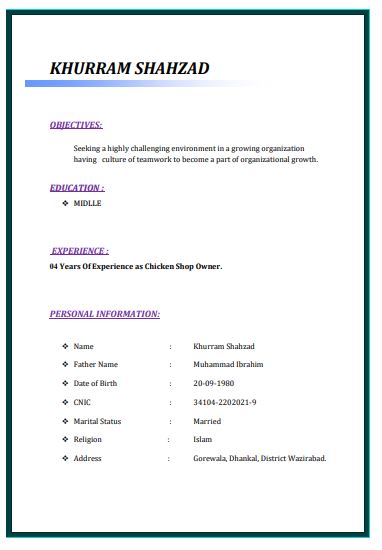 KHURRAM SHAHZAD
OBJECTIVES:
Seeking a highly challenging environment in a growing organization
having culture of teamwork to become a part of organizational growth.
EDUCATION :
❖ MIDLLE
EXPERIENCE :
04 Years Of Experience as Chicken Shop Owner.
PERSONAL INFORMATION:
❖ Name : Khurram Shahzad
❖ Father Name : Muhammad Ibrahim
❖ Date of Birth : 20-09-1980
❖ CNIC : 34104-2202021-9
❖ Marital Status : Married
❖ Religion : Islam
❖ Address : Gorewala, Dhankal, District Wazirabad.